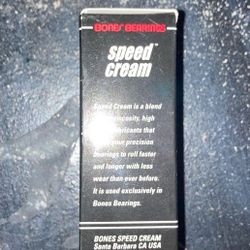 BONES BEARINGS
speed™
cream
Speed Cream is a blend
viscosity, high
lubricants that
your precision
bearings to roll faster
and longer with less
wear than ever before.
It is used exclusively in
Bones Bearings.
BONES SPEED CREAM
Santa Barbara CA USA